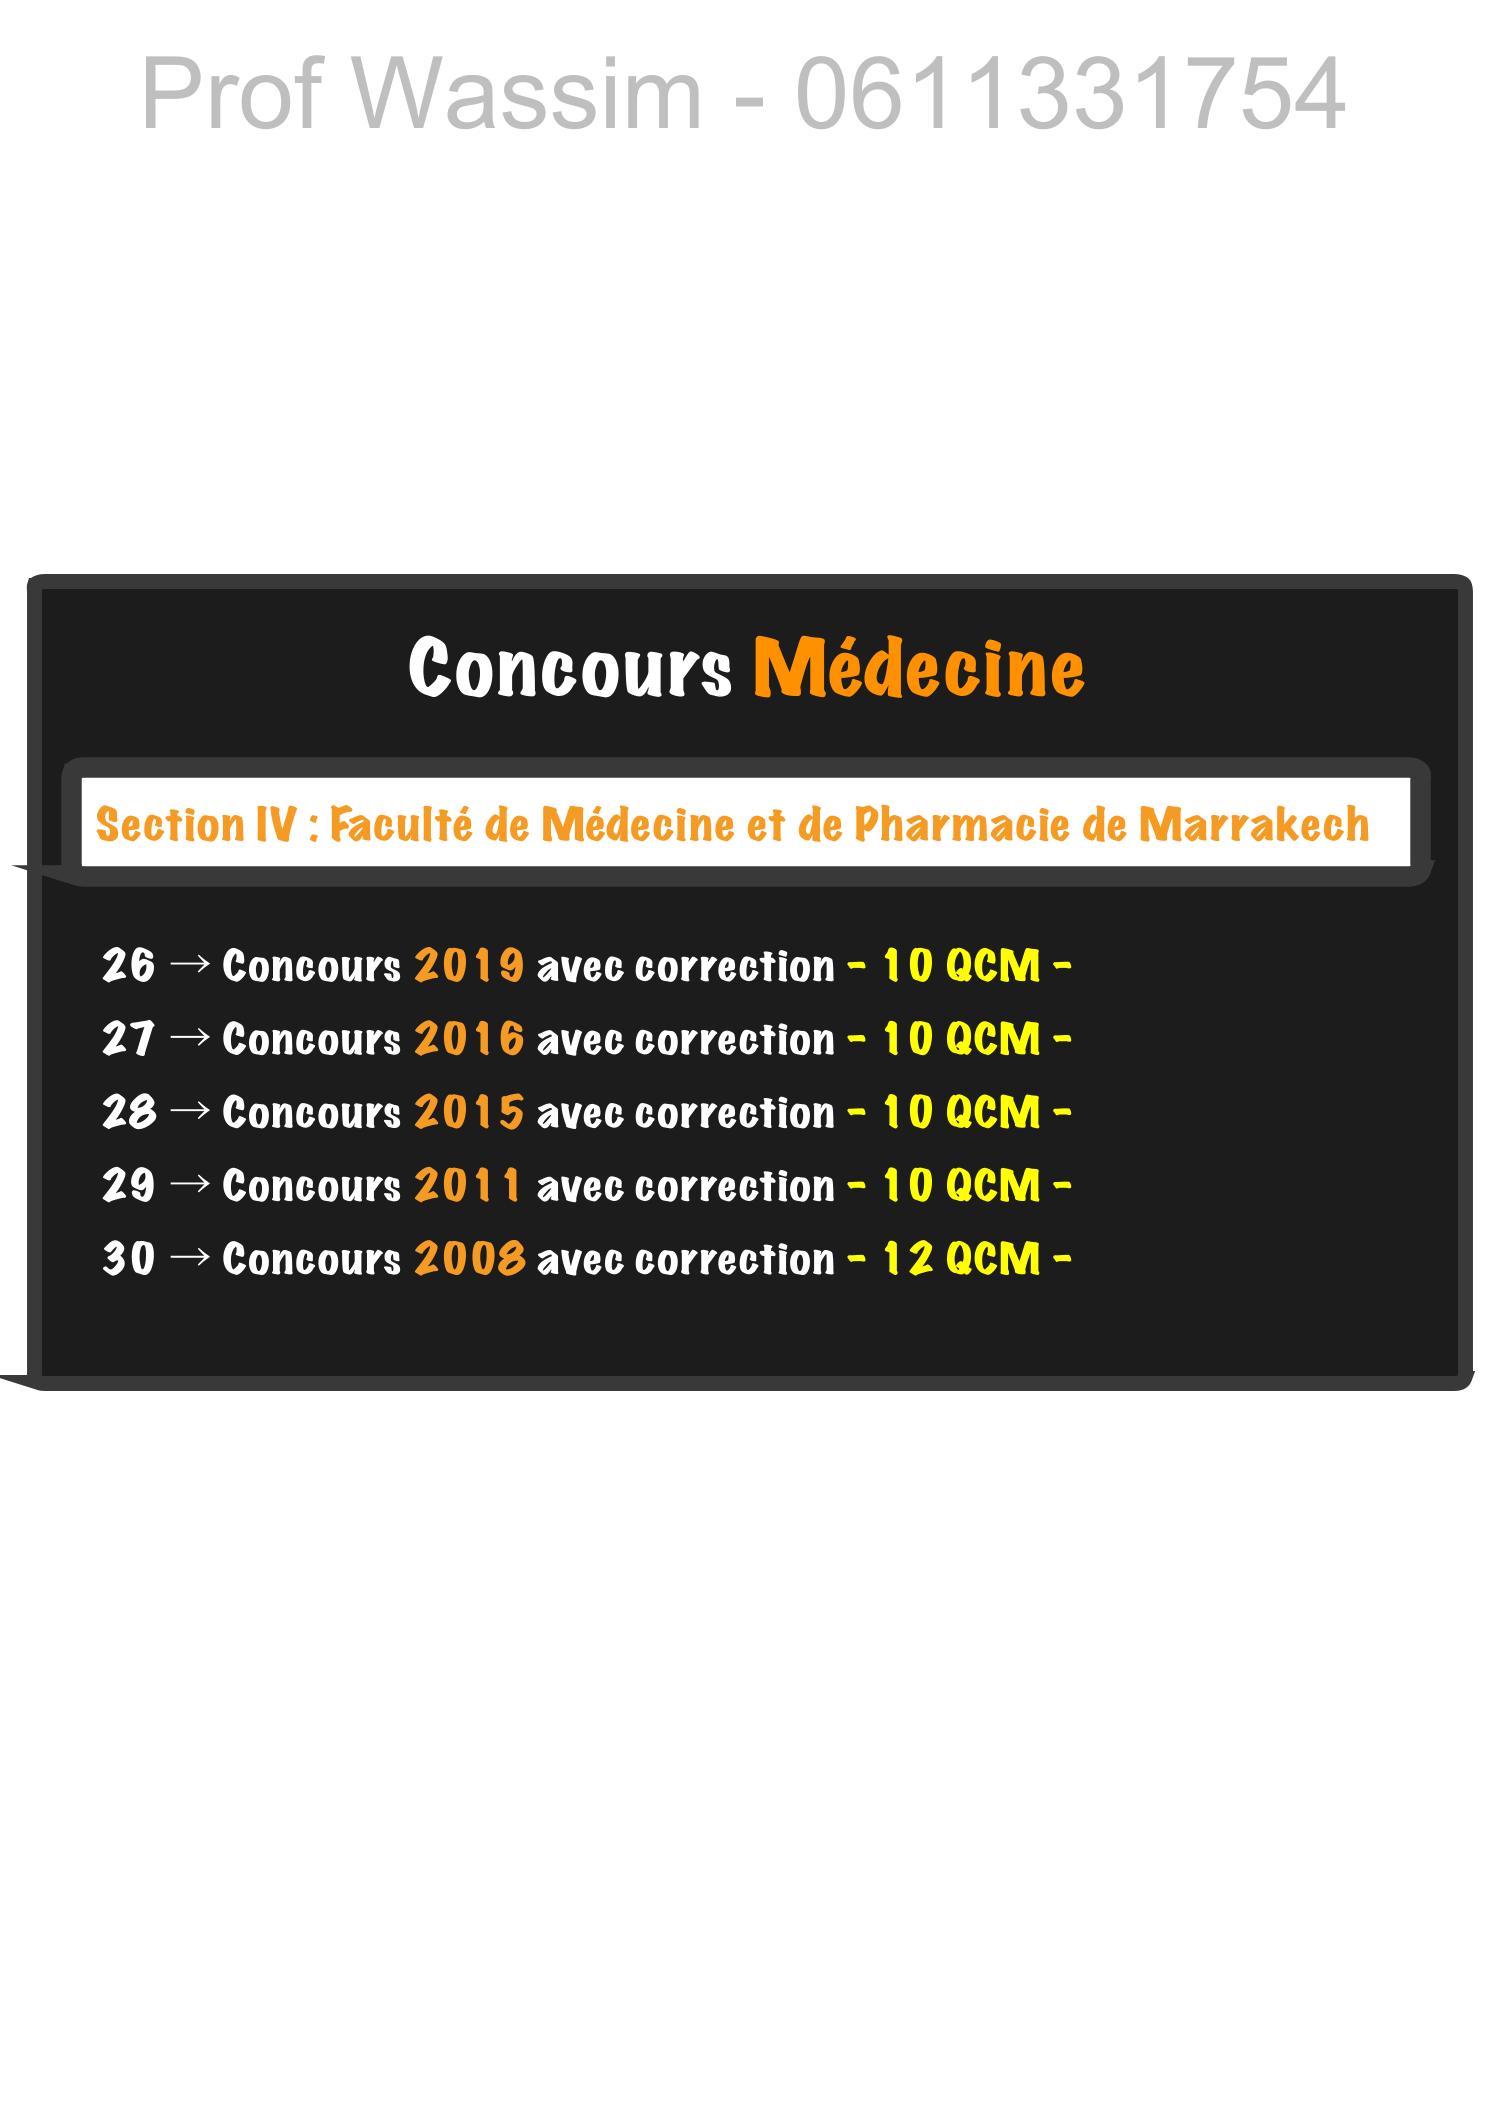 Prof Wassim - 0611331754
Concours Médecine
Section IV : Faculté de Médecine et de Pharmacie de Marrakech
26 → Concours 2019 avec correction - 10 QCM -
27 → Concours 2016 avec correction - 10 QCM -
28 → Concours 2015 avec correction - 10 QCM -
29 → Concours 2011 avec correction - 10 QCM -
30 → Concours 2008 avec correction - 12 QCM -